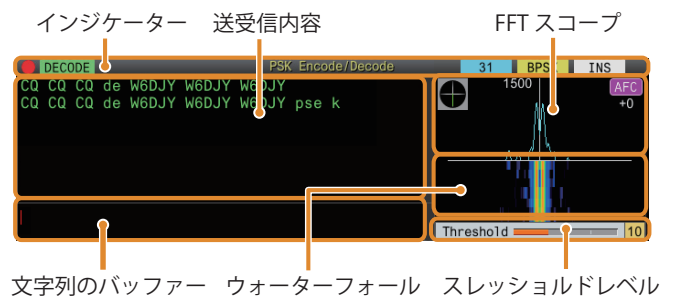 インジケーター 送受信内容 FFT スコープ
DECODE PSK Encode/Decode 31 BPSK INS
CQ CQ CQ de W6DJY W6DJY W6DJY
CQ CQ CQ de W6DJY W6DJY W6DJY pse k
1500 AFC
+0
Threshold 10
文字列のバッファー ウォーターフォール スレッショルドレベル